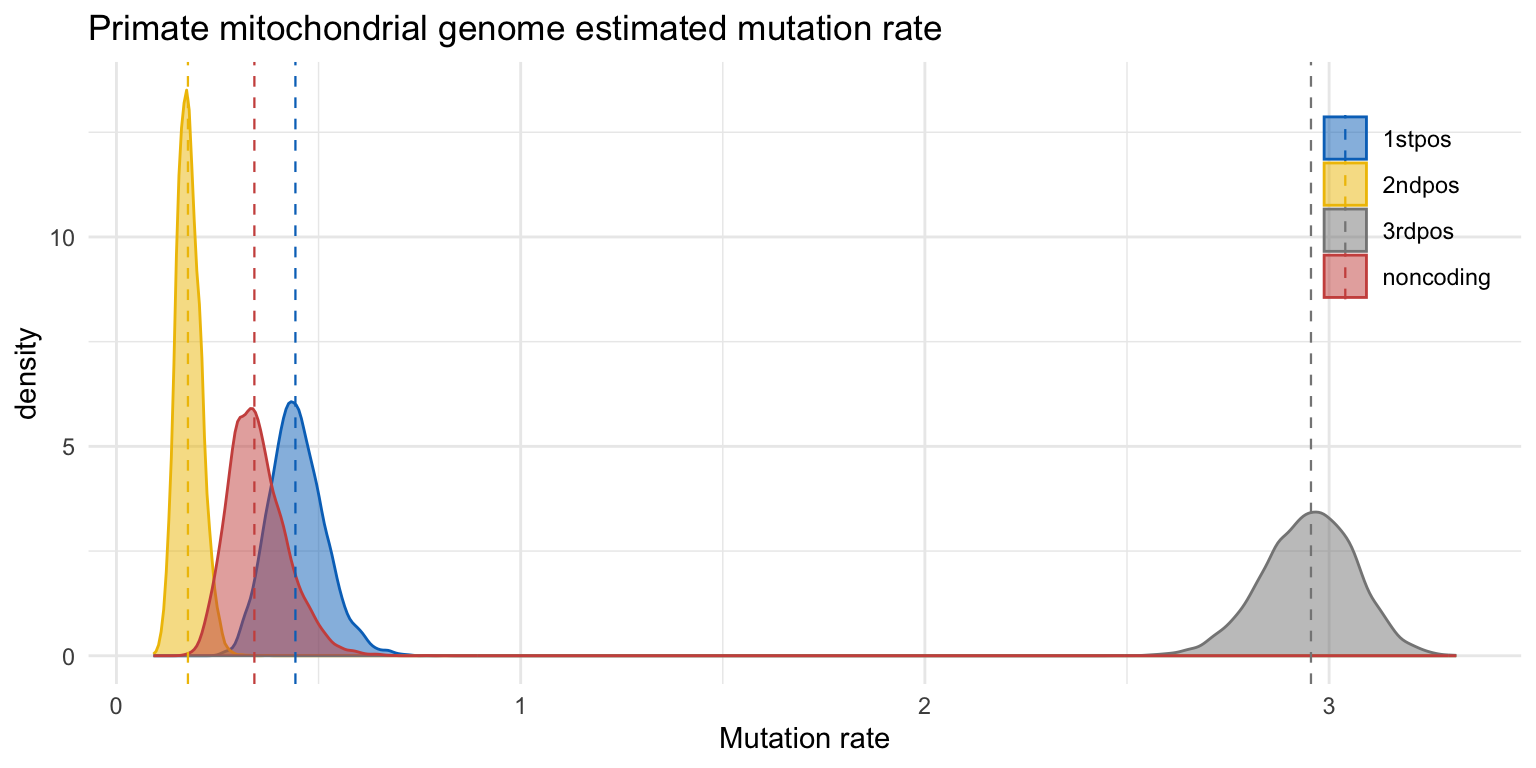 Primate mitochondrial genome estimated mutation rate
1stpos
2ndpos
3rdpos
noncoding
density
10
5
0
0 1 2 3
Mutation rate